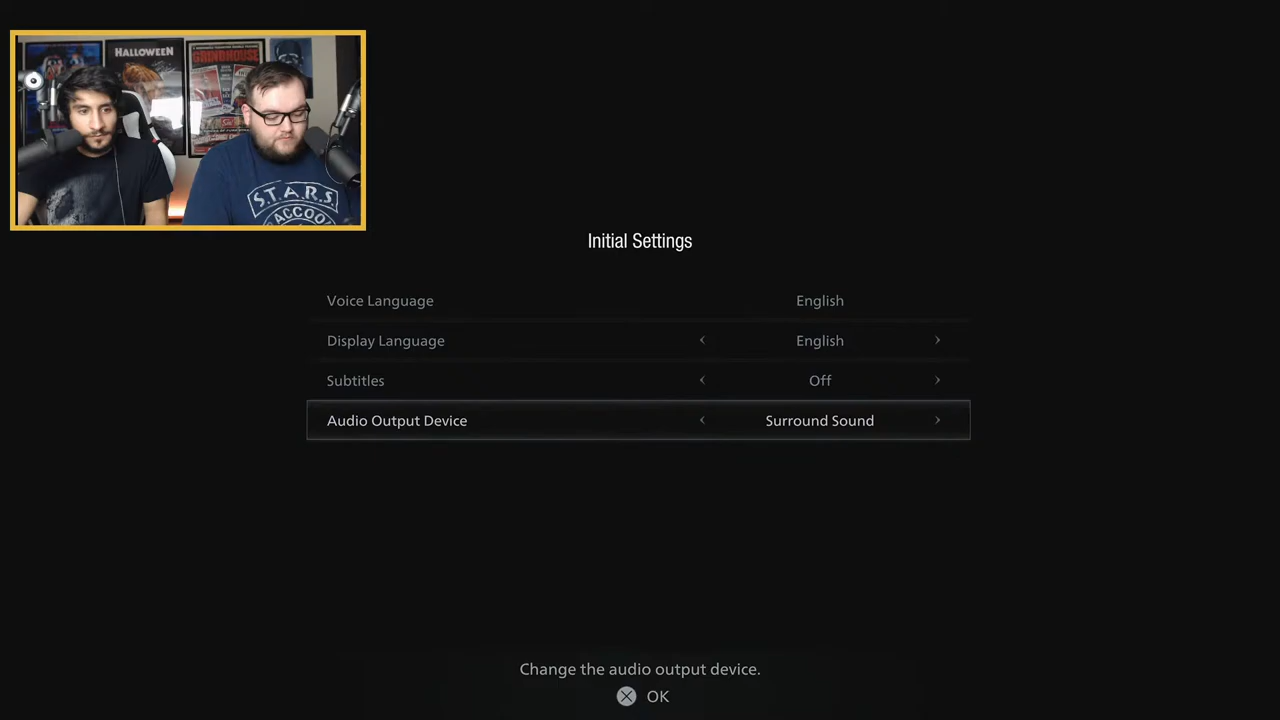 HALLOWEEN
GRINDHOUSE
S.T.A.R.S.
RACCOO
Initial Settings
Voice Language English
Display Language English
Subtitles Off
Audio Output Device Surround Sound
Change the audio output device.
OK